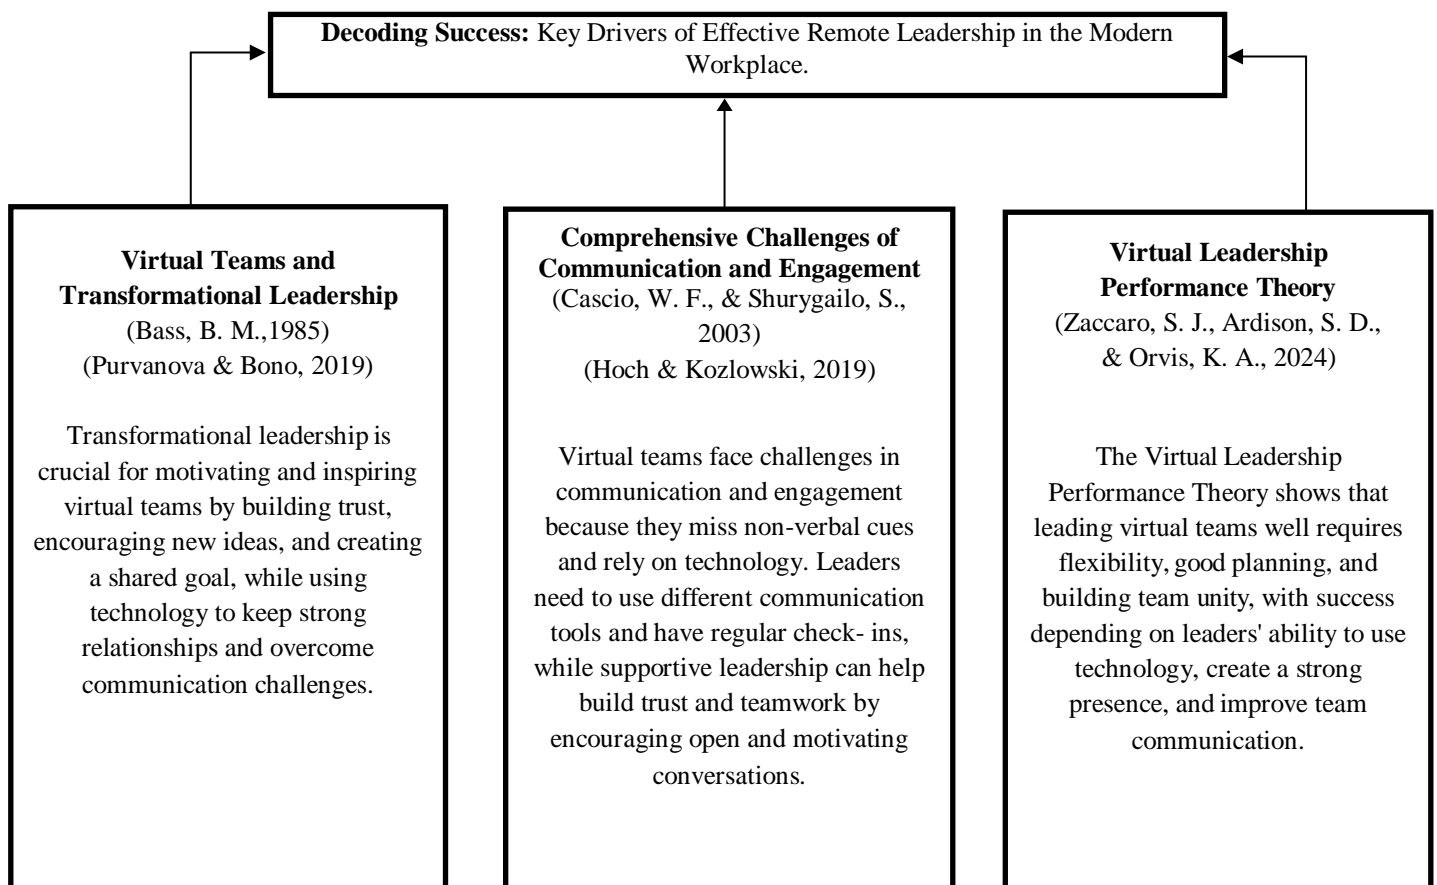 Decoding Success: Key Drivers of Effective Remote Leadership in the Modern
Workplace.
Virtual Teams and
Transformational Leadership
(Bass, B. M.,1985)
(Purvanova & Bono, 2019)
Transformational leadership is
crucial for motivating and inspiring
virtual teams by building trust,
encouraging new ideas, and creating
a shared goal, while using
technology to keep strong
relationships and overcome
communication challenges.
Comprehensive Challenges of
Communication and Engagement
(Cascio, W. F., & Shurygailo, S.,
2003)
(Hoch & Kozlowski, 2019)
Virtual teams face challenges in
communication and engagement
because they miss non-verbal cues
and rely on technology. Leaders
need to use different communication
tools and have regular check- ins,
while supportive leadership can help
build trust and teamwork by
encouraging open and motivating
conversations.
Virtual Leadership
Performance Theory
(Zaccaro, S. J., Ardison, S. D.,
& Orvis, K. A., 2024)
The Virtual Leadership
Performance Theory shows that
leading virtual teams well requires
flexibility, good planning, and
building team unity, with success
depending on leaders' ability to use
technology, create a strong
presence, and improve team
communication.